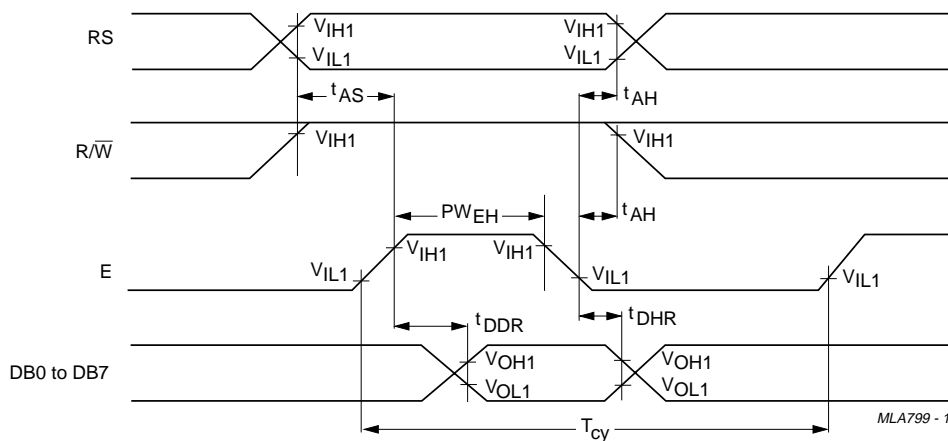 RS
VIH1
VIL1
VIH1
VIL1
tAS
tAH
R/W̅
VIH1
VIH1
tAH
PWEH
E
VIL1
VIH1
VIH1
VIL1
VIL1
tDDR
tDHR
DB0 to DB7
VOH1
VOL1
VOH1
VOL1
Tcy
MLA799 - 1